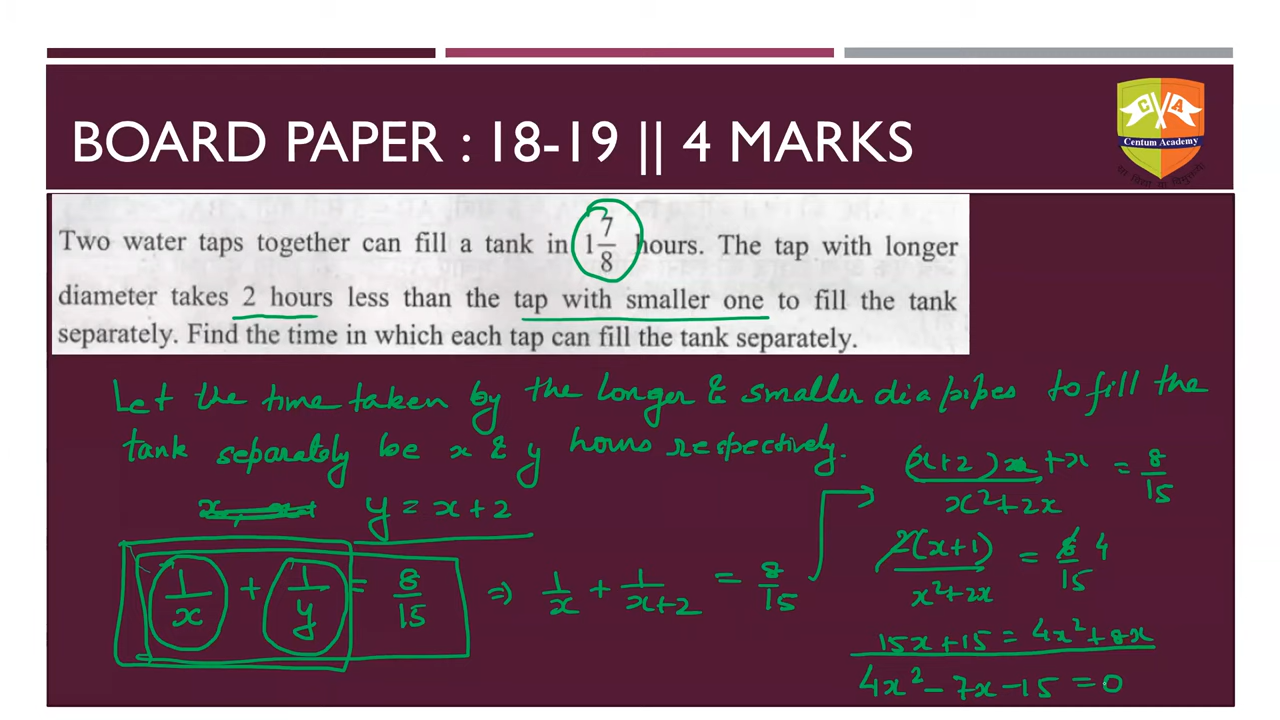 BOARD PAPER : 18-19 || 4 MARKS
C A
Centum Academy
Two water taps together can fill a tank in 1 7/8 hours. The tap with longer
diameter takes 2 hours less than the tap with smaller one to fill the tank
separately. Find the time in which each tap can fill the tank separately.
Let the time taken by the longer & smaller dia pipes to fill the
tank separately be x & y hours respectively.
y = x+2
1/x + 1/y = 8/15 ⇒ 1/x + 1/(x+2) = 8/15
(x+2) + x / x²+2x = 8/15
2(x+1) / x²+2x = 8 4 / 15
15x+15 = 4x²+8x
4x² - 7x - 15 = 0